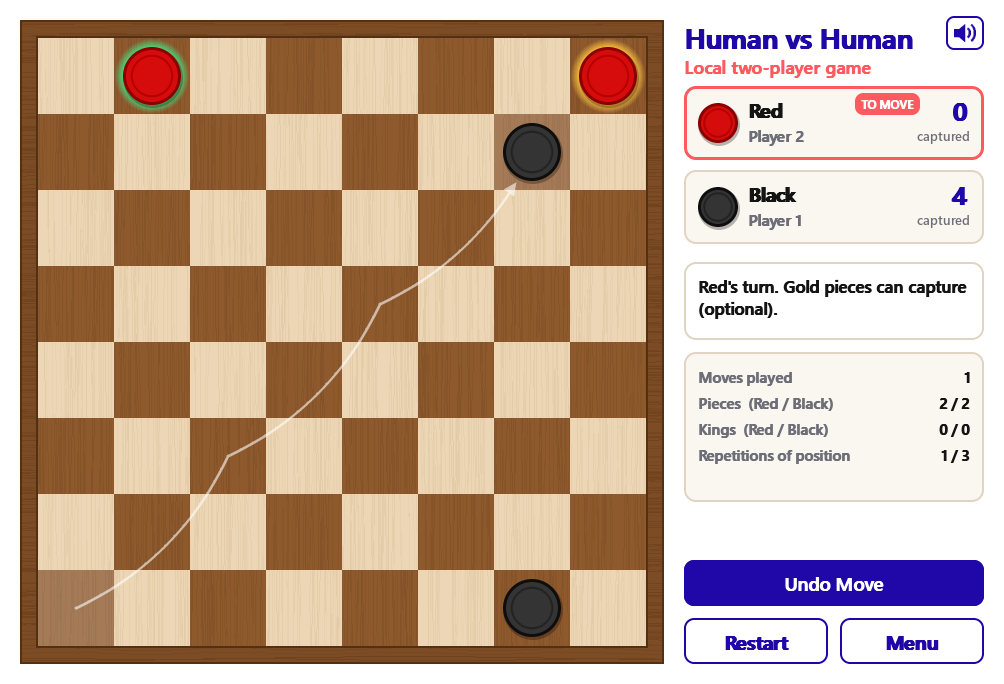 Human vs Human
Local two-player game
Red
TO MOVE
0
Player 2
captured
Black
4
Player 1
captured
Red's turn. Gold pieces can capture
(optional).
Moves played 1
Pieces (Red / Black) 2 / 2
Kings (Red / Black) 0 / 0
Repetitions of position 1 / 3
Undo Move
Restart
Menu